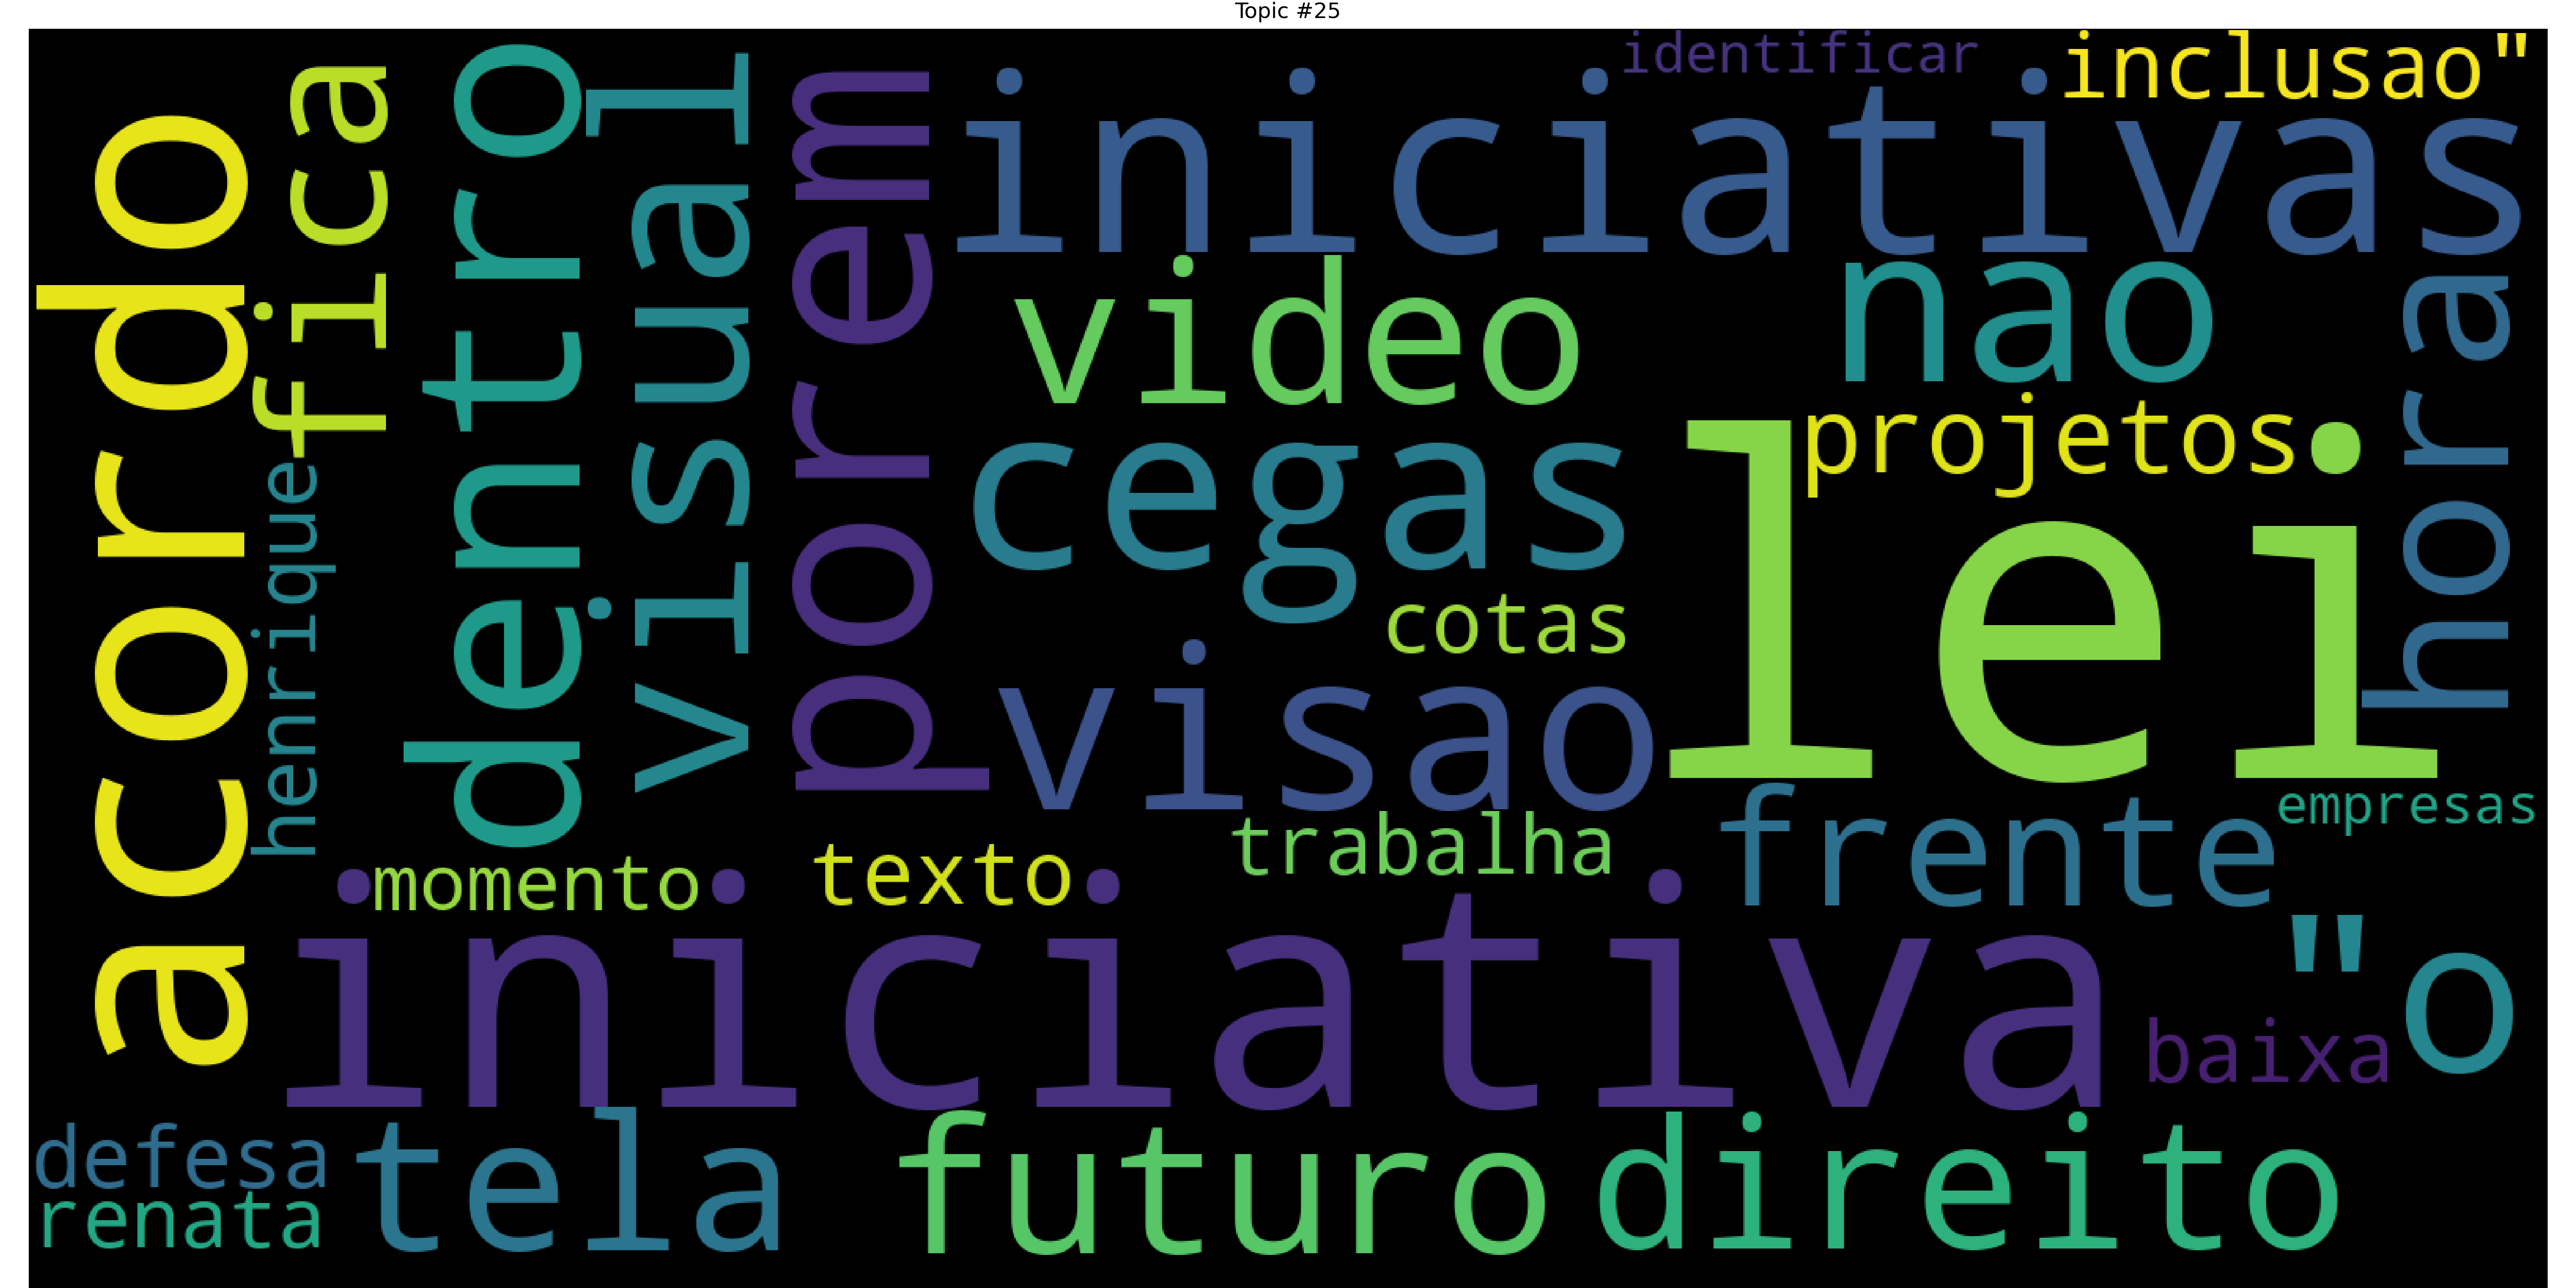 Topic #25
identificar
inclusao"
iniciativas
acordo
fica
dentro
visual
porem
video
nao
horas
projetos
cegas
lei
henrique
cotas
visao
trabalha
frente
empresas
momento
texto
iniciativa
"o
baixa
defesa
renata
tela
futuro
direito